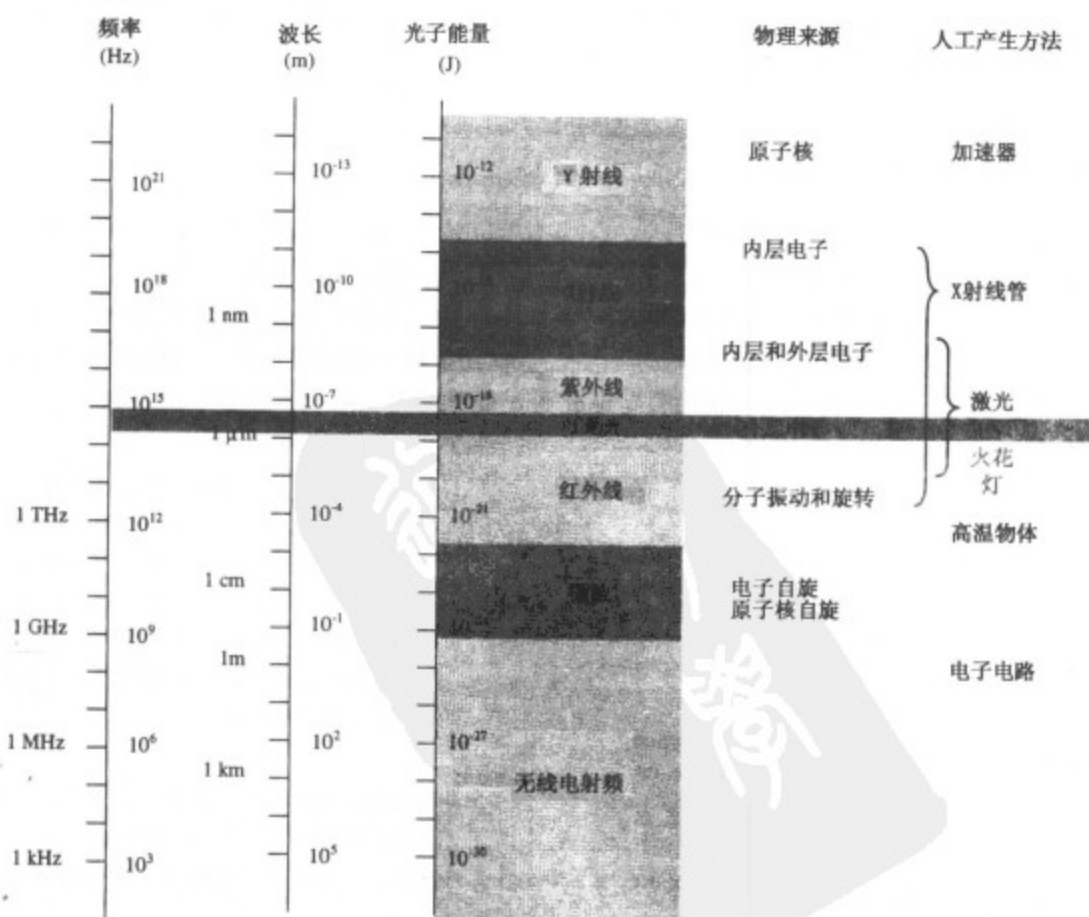 频率
(Hz)
波长
(m)
光子能量
(J)
物理来源
人工产生方法
10²¹
10¹⁸
10¹⁵
1 THz
10¹²
1 GHz
10⁹
1 MHz
10⁶
1 kHz
10³
10⁻¹³
10⁻¹⁰
1 nm
10⁻⁷
1 μm
10⁻⁴
1 cm
10⁻¹
1m
10²
1 km
10⁵
10⁻¹²
10⁻¹⁸
10⁻²¹
10⁻²⁷
10⁻³⁰
γ射线
紫外线
红外线
无线电射频
原子核
内层电子
内层和外层电子
分子振动和旋转
电子自旋
原子核自旋
加速器
X射线管
激光
火花
灯
高温物体
电子电路